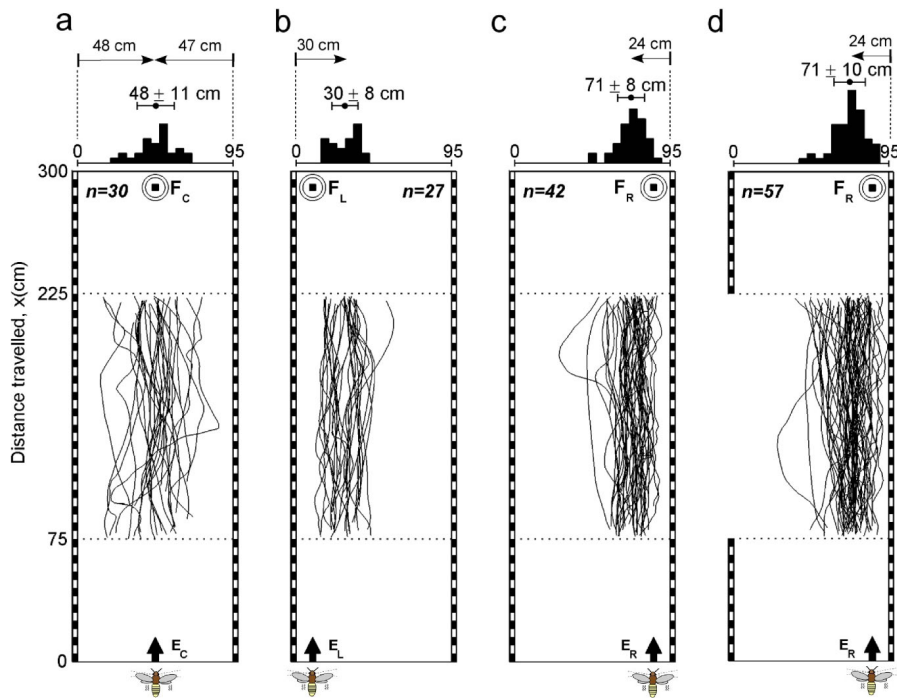 a
48 cm
47 cm
48 ± 11 cm
0
95
300
n=30
F_C
225
Distance travelled, x(cm)
75
0
E_C
b
30 cm
30 ± 8 cm
0
95
F_L
n=27
E_L
c
24 cm
71 ± 8 cm
0
95
n=42
F_R
E_R
d
24 cm
71 ± 10 cm
0
95
n=57
F_R
E_R